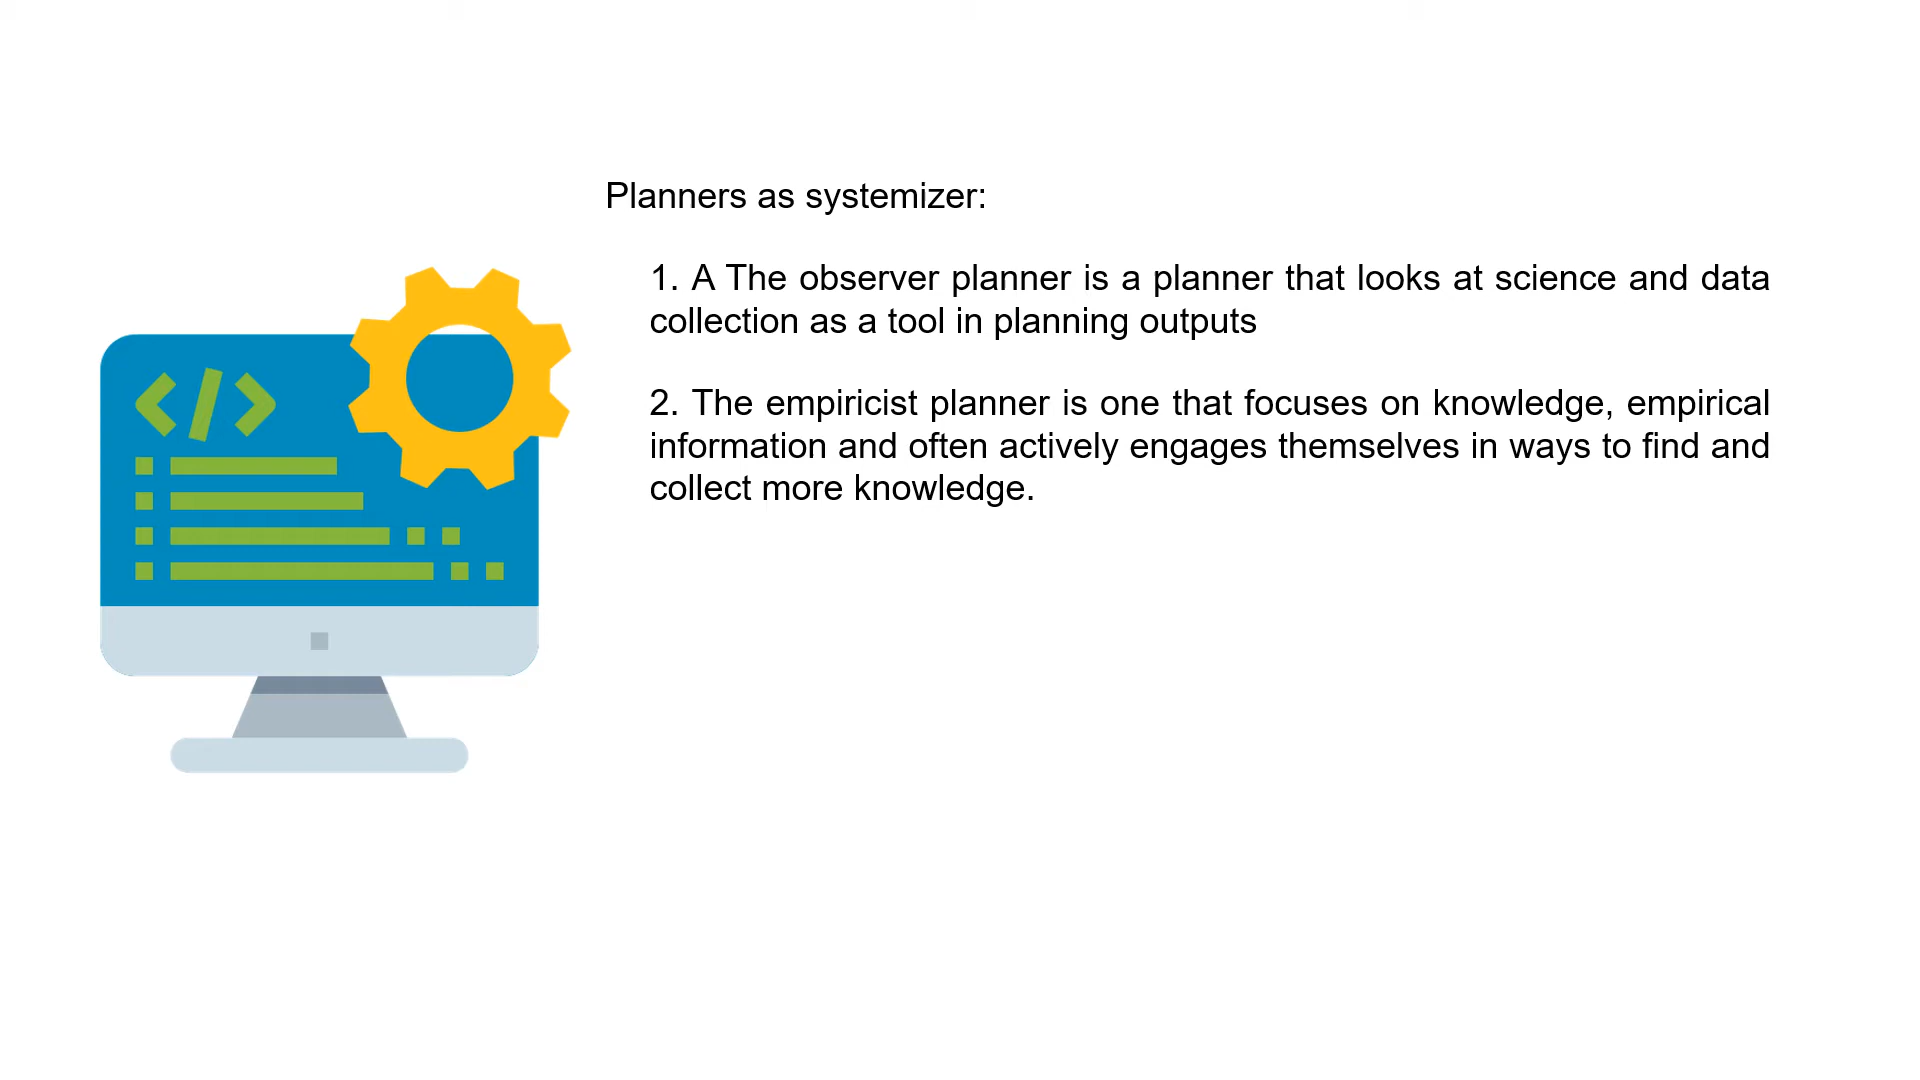 Planners as systemizer:
1. A The observer planner is a planner that looks at science and data
collection as a tool in planning outputs
2. The empiricist planner is one that focuses on knowledge, empirical
information and often actively engages themselves in ways to find and
collect more knowledge.